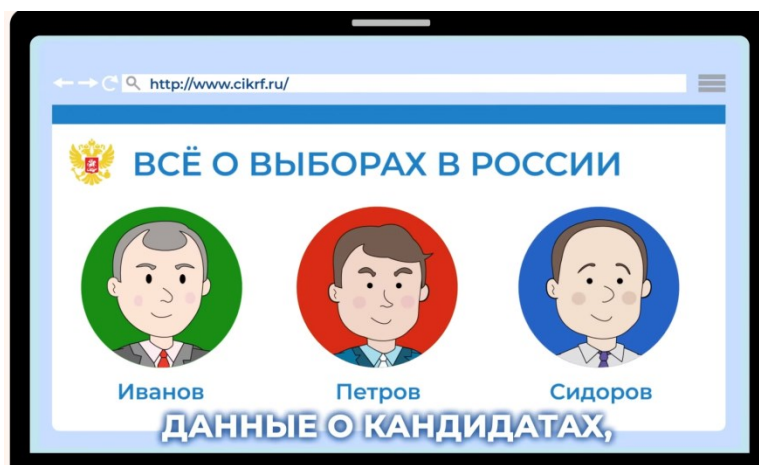 http://www.cikrf.ru/
ВСЁ О ВЫБОРАХ В РОССИИ
Иванов Петров Сидоров
ДАННЫЕ О КАНДИДАТАХ,